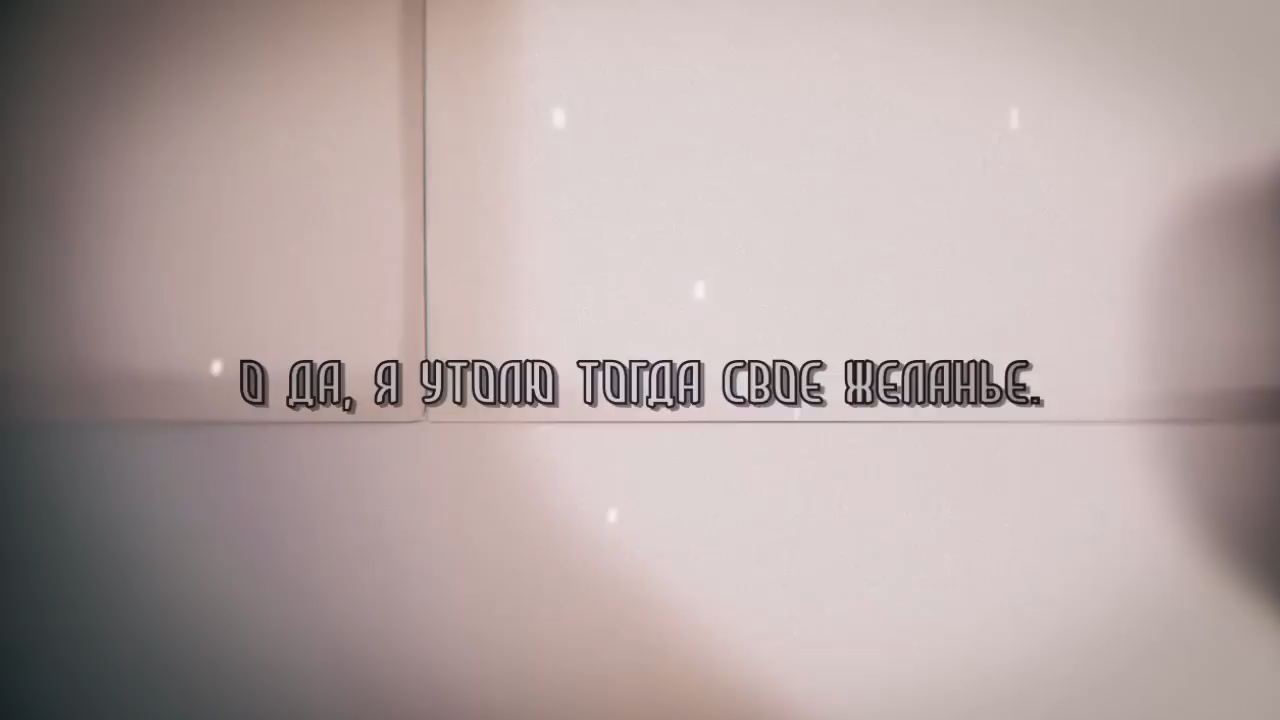 О ДА, Я УТОЛЮ ТОГДА СВОЕ ЖЕЛАНЬЕ.